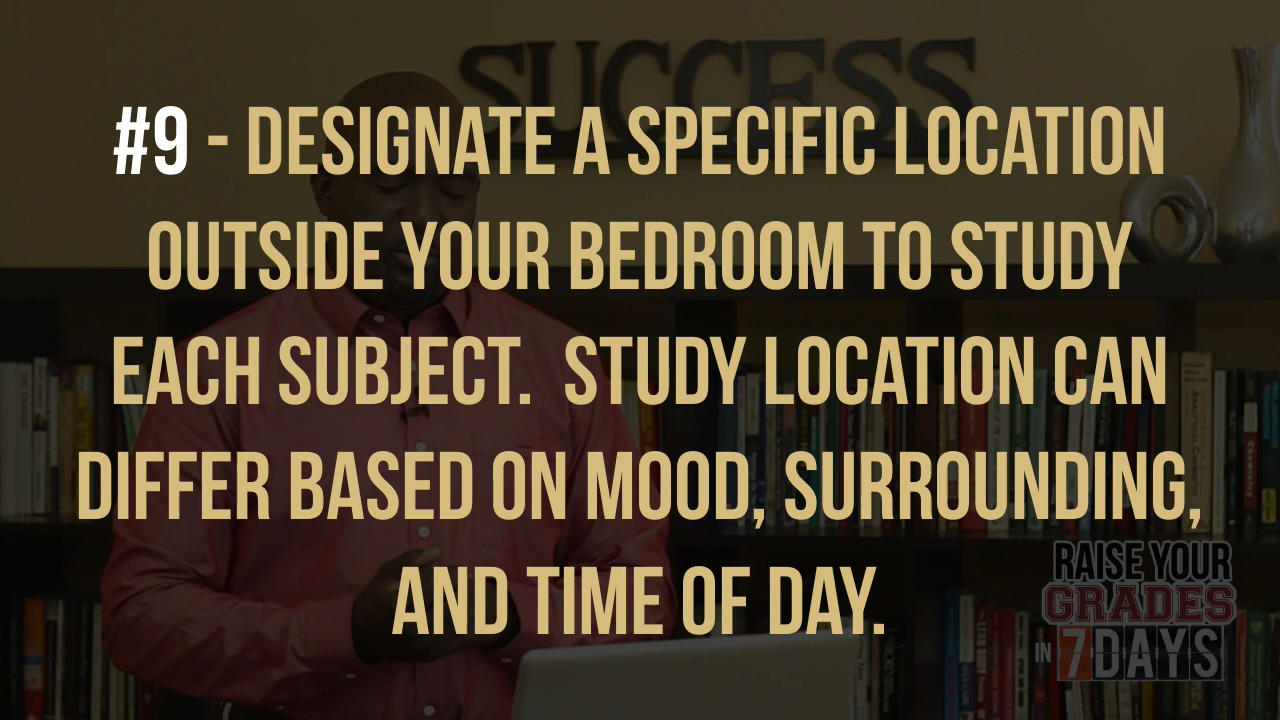 SUCCESS
#9 - DESIGNATE A SPECIFIC LOCATION
OUTSIDE YOUR BEDROOM TO STUDY
EACH SUBJECT. STUDY LOCATION CAN
DIFFER BASED ON MOOD, SURROUNDING,
AND TIME OF DAY.
RAISE YOUR
GRADES
IN 7 DAYS